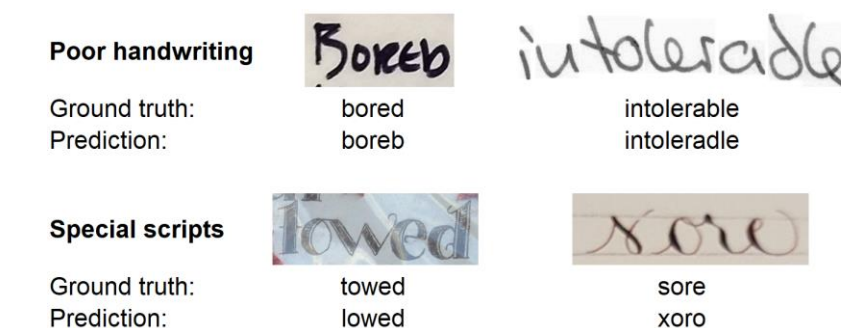 Poor handwriting Boreb intoleradle
Ground truth: bored intolerable
Prediction: boreb intoleradle
Special scripts towed sore
Ground truth: towed sore
Prediction: lowed xoro